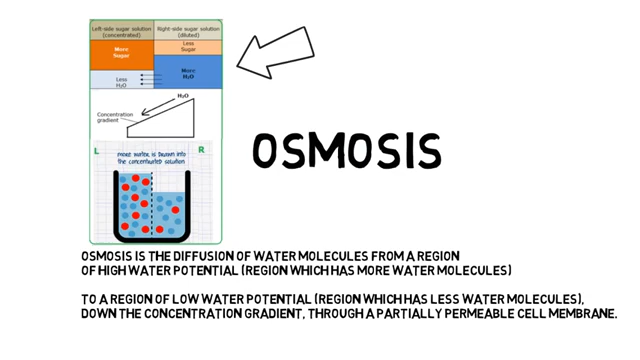 Left-side sugar solution
(concentrated)
Right-side sugar solution
(diluted)
More
Sugar
Less
Sugar
Less
H₂O
More
H₂O
H₂O
Concentration
gradient
L
R
more water is drawn into
the concentrated solution
OSMOSIS
OSMOSIS IS THE DIFFUSION OF WATER MOLECULES FROM A REGION
OF HIGH WATER POTENTIAL (REGION WHICH HAS MORE WATER MOLECULES)
TO A REGION OF LOW WATER POTENTIAL (REGION WHICH HAS LESS WATER MOLECULES),
DOWN THE CONCENTRATION GRADIENT, THROUGH A PARTIALLY PERMEABLE CELL MEMBRANE.